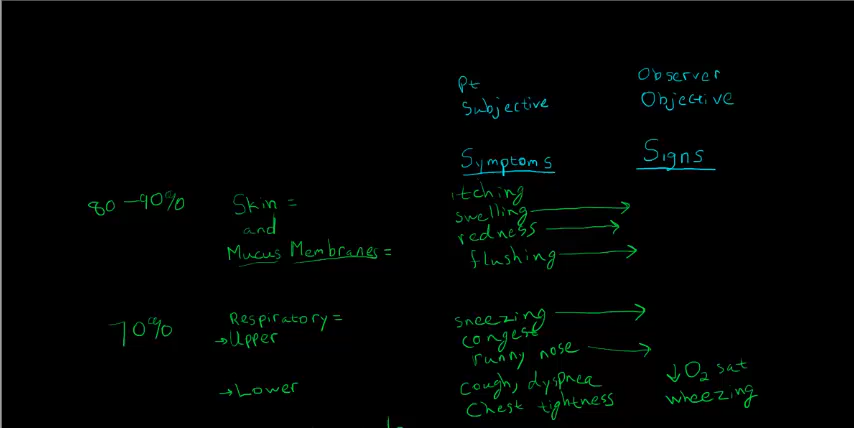 Pt
Subjective
Observer
Objective
Symptoms
Signs
80-90%
Skin =
and
Mucus Membranes =
itching
swelling →
redness →
flushing →
70%
Respiratory =
→ Upper
sneezing →
congest
runny nose →
→ Lower
Cough, dyspnea
Chest tightness
↓ O2 sat
wheezing